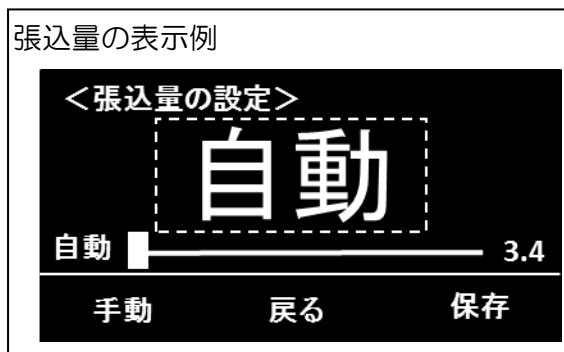 張込量の表示例
＜張込量の設定＞
自動
自動 3.4
手動 戻る 保存